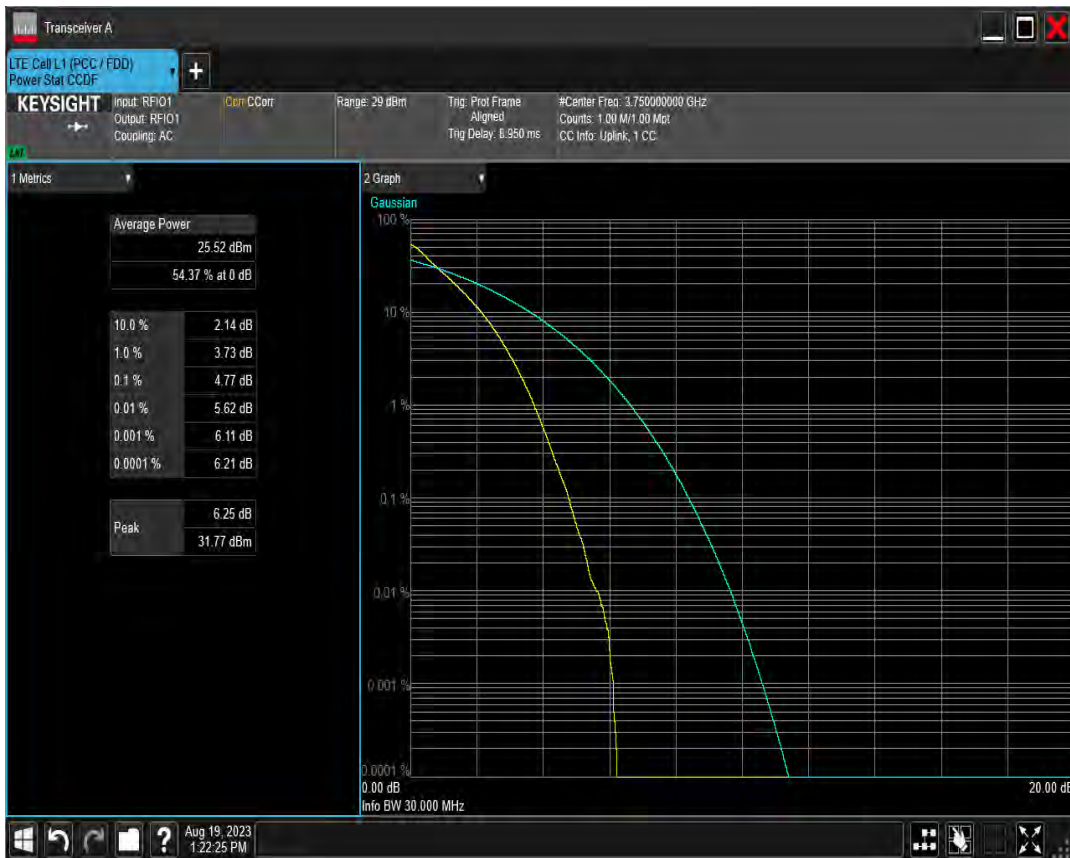 Transceiver A
LTE Cell L1 (PCC / FDD)
Power Stat CCDF
KEYSIGHT
Input: RFIO1
Output: RFIO1
Coupling: AC
Corr CCorr
Range: 29 dBm
Trig: Prot Frame
Aligned
Trig Delay: 8.950 ms
#Center Freq: 3.750000000 GHz
Counts: 1.00 M/1.00 Mpt
CC Info: Uplink, 1 CC
1 Metrics
Average Power
25.52 dBm
54.37 % at 0 dB
10.0 % 2.14 dB
1.0 % 3.73 dB
0.1 % 4.77 dB
0.01 % 5.62 dB
0.001 % 6.11 dB
0.0001 % 6.21 dB
Peak
6.25 dB
31.77 dBm
2 Graph
Gaussian
100 %
10 %
1 %
0.1 %
0.01 %
0.001 %
0.0001 %
0.00 dB
20.00 dB
Info BW 30.000 MHz
Aug 19, 2023
1:22:25 PM